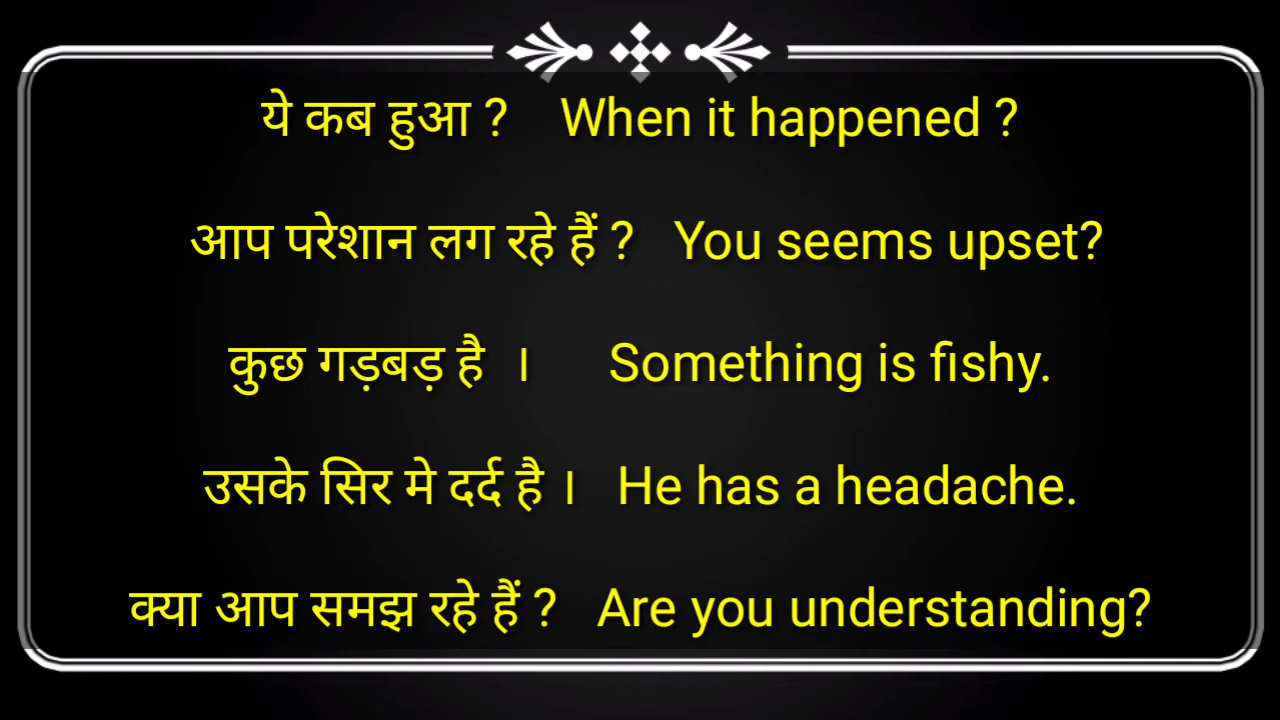 ये कब हुआ ? When it happened ?
आप परेशान लग रहे हैं ? You seems upset?
कुछ गड़बड़ है । Something is fishy.
उसके सिर मे दर्द है । He has a headache.
क्या आप समझ रहे हैं ? Are you understanding?